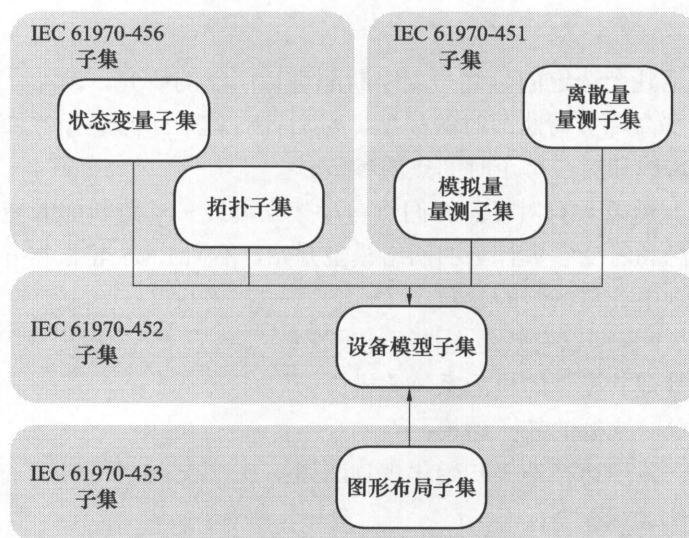 IEC 61970-456
子集
状态变量子集
拓扑子集
IEC 61970-451
子集
离散量
量测子集
模拟量
量测子集
IEC 61970-452
子集
设备模型子集
IEC 61970-453
子集
图形布局子集